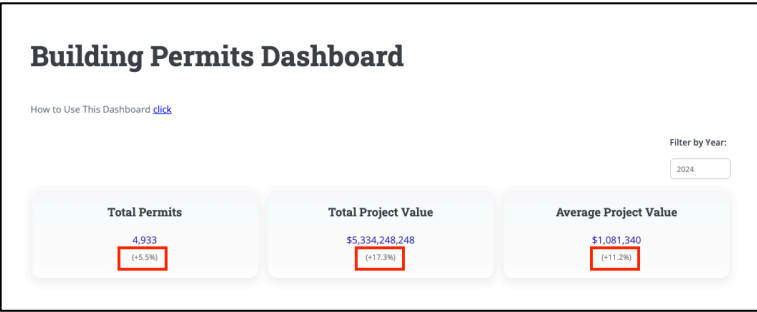 Building Permits Dashboard
How to Use This Dashboard click
Filter by Year:
2024
Total Permits
4,933
(+5.5%)
Total Project Value
$5,334,248,248
(+17.3%)
Average Project Value
$1,081,340
(+11.2%)